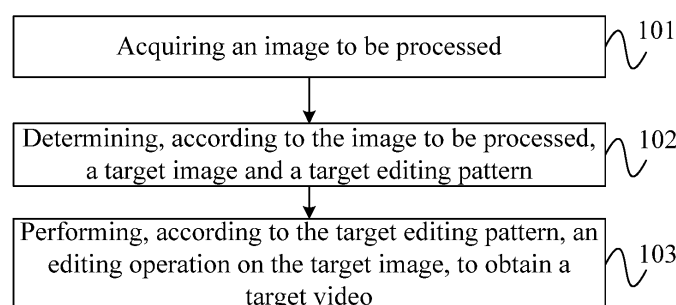 Acquiring an image to be processed
101
Determining, according to the image to be processed,
a target image and a target editing pattern
102
Performing, according to the target editing pattern, an
editing operation on the target image, to obtain a
target video
103